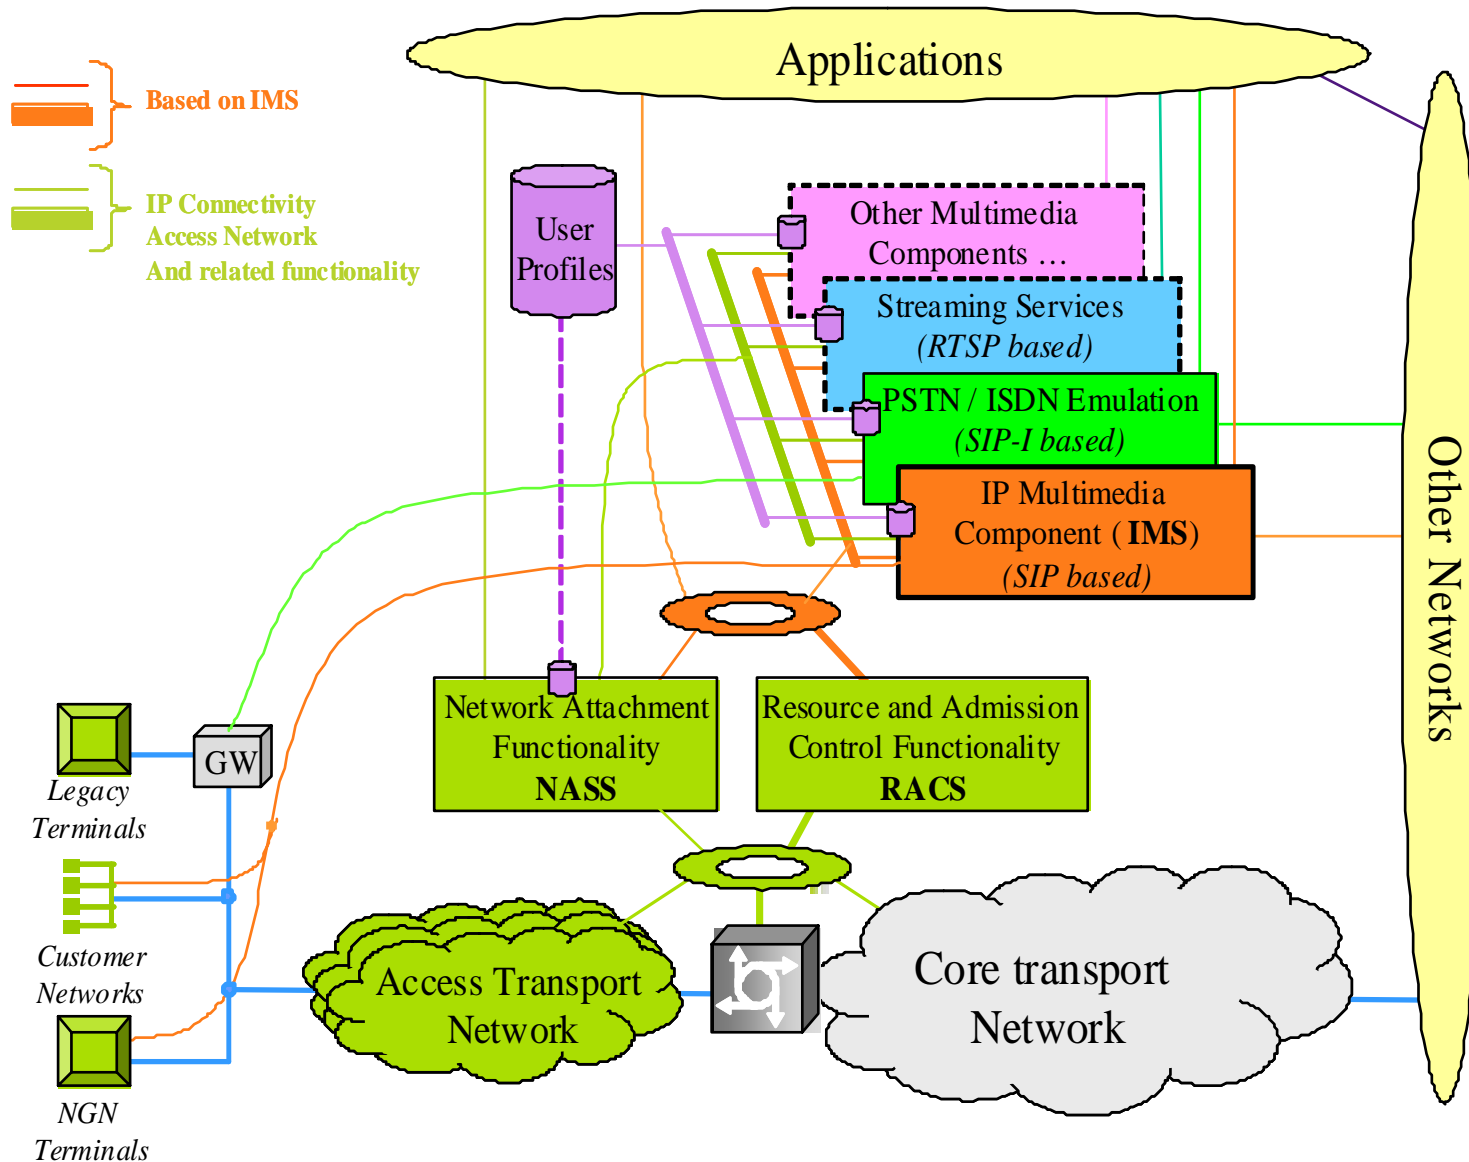 Applications
Based on IMS
IP Connectivity
Access Network
And related functionality
User
Profiles
Other Multimedia
Components …
Streaming Services
(RTSP based)
PSTN / ISDN Emulation
(SIP-I based)
IP Multimedia
Component ( IMS)
(SIP based)
Other Networks
Network Attachment
Functionality
NASS
Resource and Admission
Control Functionality
RACS
GW
Legacy
Terminals
Customer
Networks
NGN
Terminals
Access Transport
Network
Core transport
Network